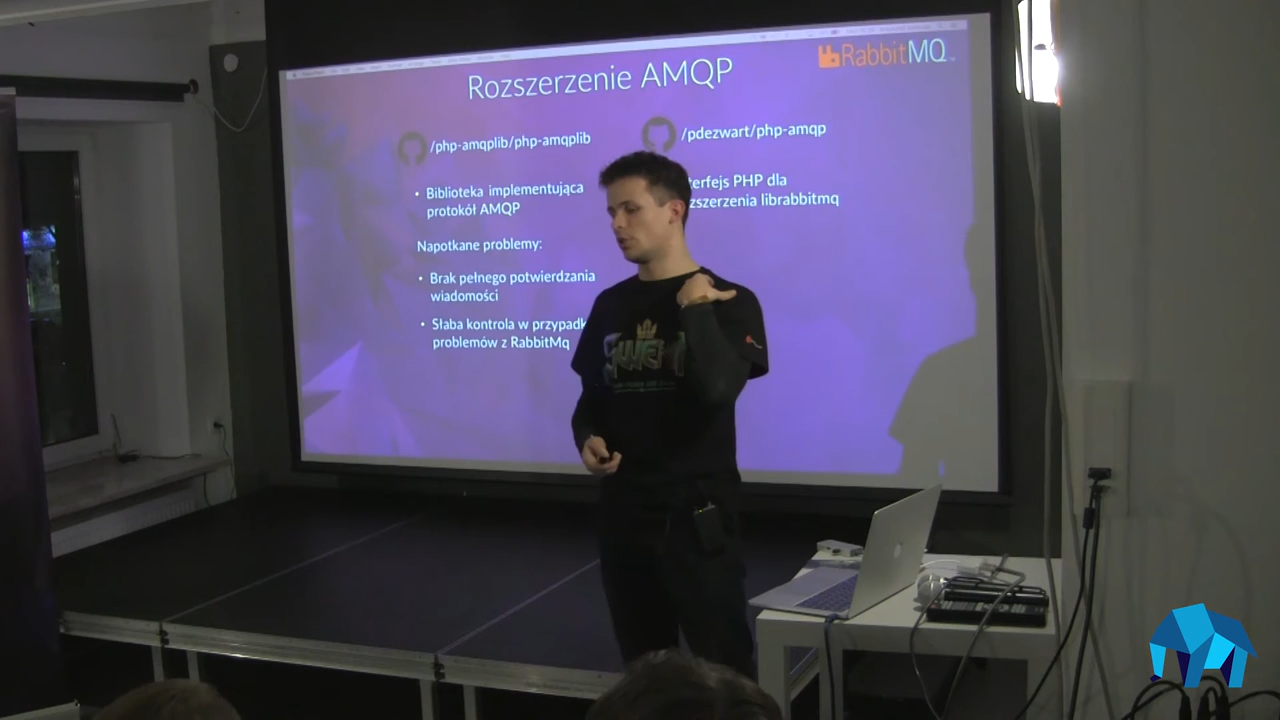 Rozszerzenie AMQP
RabbitMQ
/php-amqplib/php-amqplib
/pdezwart/php-amqp
• Biblioteka implementująca
protokół AMQP
terfejs PHP dla
zszerzenia librabbitmq
Napotkane problemy:
• Brak pełnego potwierdzania
wiadomości
• Słaba kontrola w przypadk
problemów z RabbitMq